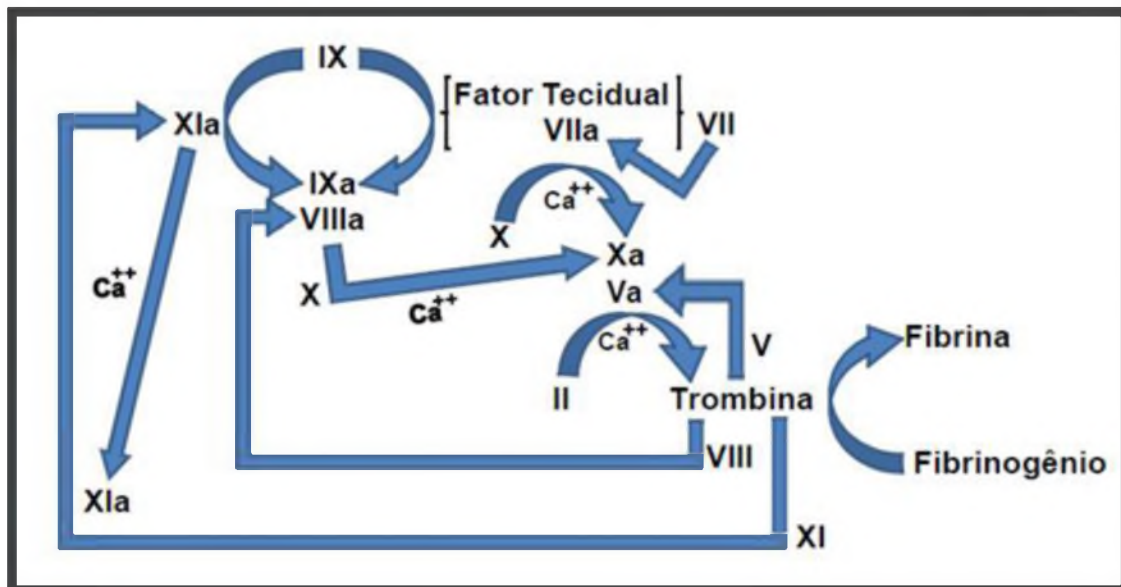 IX
[Fator Tecidual]
XIa
VIIa
VII
IXa
VIIIa
Ca++
X
Xa
Ca++
X
Ca++
Va
Ca++
V
Fibrina
II
Trombina
VIII
Fibrinogênio
XIa
XI